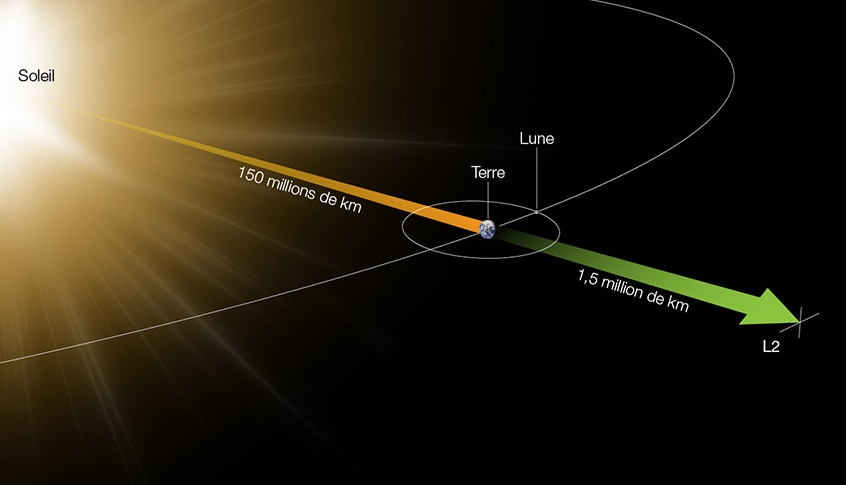 Soleil
Lune
Terre
150 millions de km
1,5 million de km
L2